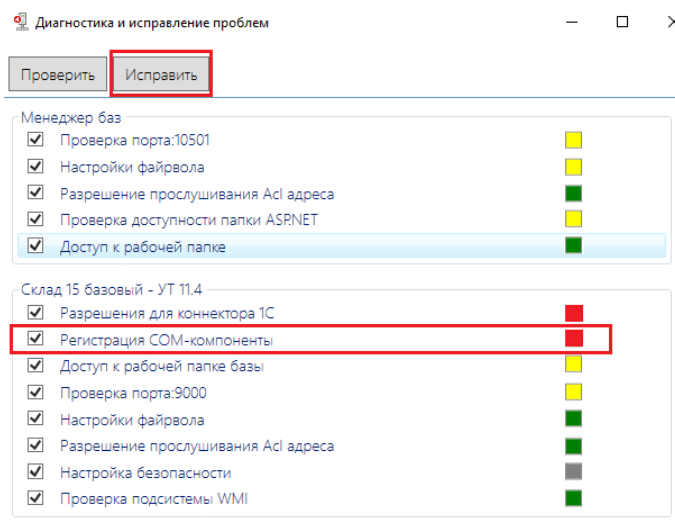 Диагностика и исправление проблем
Проверить Исправить
Менеджер баз
Проверка порта:10501
Настройки файрвола
Разрешение прослушивания Acl адреса
Проверка доступности папки ASP.NET
Доступ к рабочей папке
Склад 15 базовый - УТ 11.4
Разрешения для коннектора 1С
Регистрация COM-компоненты
Доступ к рабочей папке базы
Проверка порта:9000
Настройки файрвола
Разрешение прослушивания Acl адреса
Настройка безопасности
Проверка подсистемы WMI